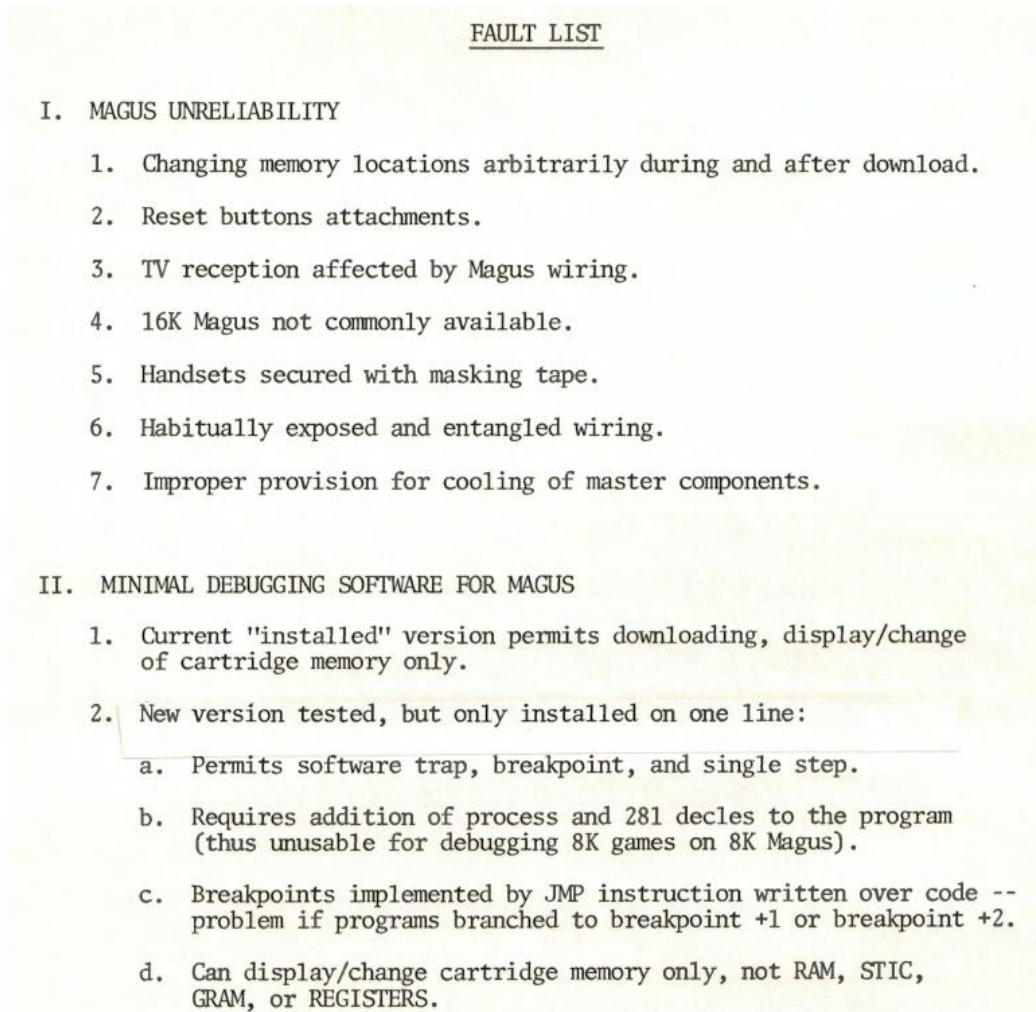 FAULT LIST
I. MAGUS UNRELIABILITY
1. Changing memory locations arbitrarily during and after download.
2. Reset buttons attachments.
3. TV reception affected by Magus wiring.
4. 16K Magus not commonly available.
5. Handsets secured with masking tape.
6. Habitually exposed and entangled wiring.
7. Improper provision for cooling of master components.
II. MINIMAL DEBUGGING SOFTWARE FOR MAGUS
1. Current "installed" version permits downloading, display/change
of cartridge memory only.
2. New version tested, but only installed on one line:
a. Permits software trap, breakpoint, and single step.
b. Requires addition of process and 281 decles to the program
(thus unusable for debugging 8K games on 8K Magus).
c. Breakpoints implemented by JMP instruction written over code --
problem if programs branched to breakpoint +1 or breakpoint +2.
d. Can display/change cartridge memory only, not RAM, STIC,
GRAM, or REGISTERS.